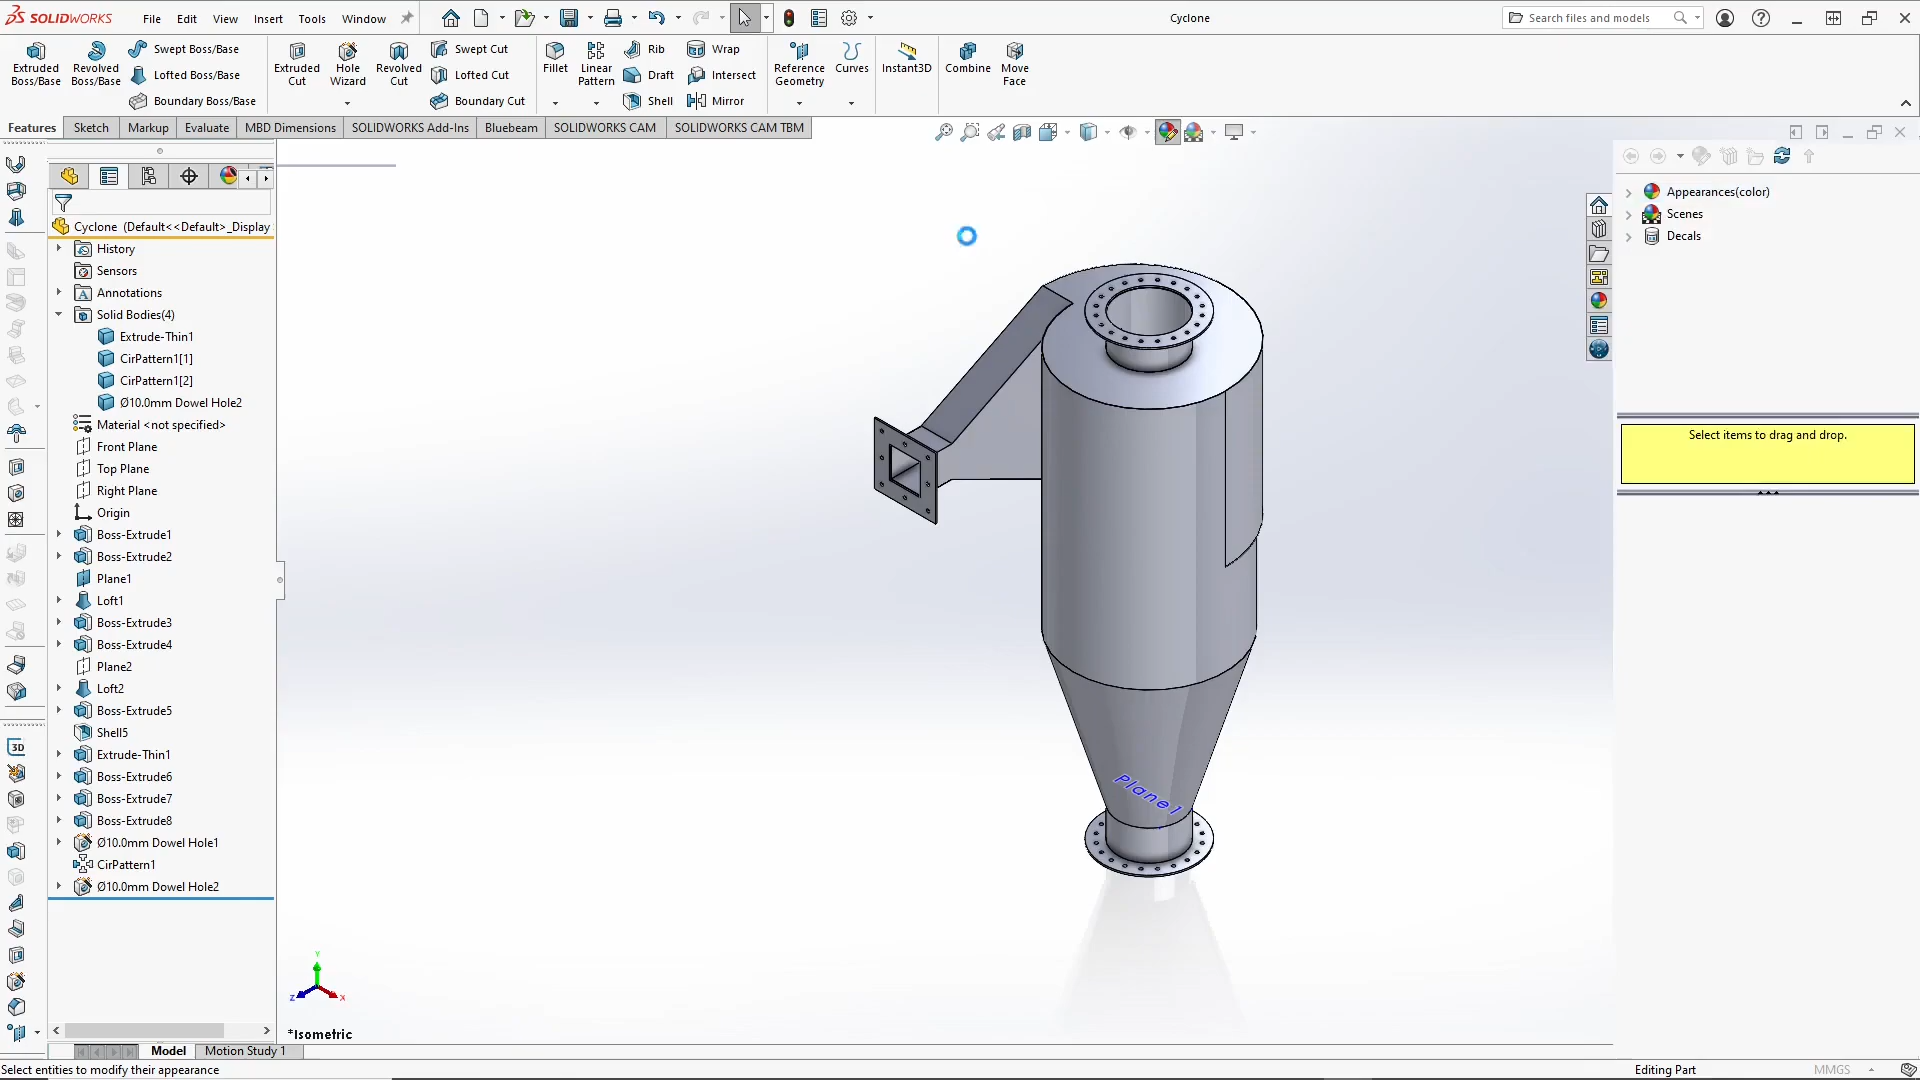 SOLIDWORKS File Edit View Insert Tools Window Cyclone Search files and models
Extruded Boss/Base
Revolved Boss/Base
Swept Boss/Base
Lofted Boss/Base
Boundary Boss/Base
Extruded Cut
Hole Wizard
Revolved Cut
Swept Cut
Lofted Cut
Boundary Cut
Fillet
Linear Pattern
Rib
Draft
Shell
Wrap
Intersect
Mirror
Reference Geometry
Curves
Instant3D
Combine
Move Face
Features Sketch Markup Evaluate MBD Dimensions SOLIDWORKS Add-Ins Bluebeam SOLIDWORKS CAM SOLIDWORKS CAM TBM
Cyclone (Default<<Default>_Display
History
Sensors
Annotations
Solid Bodies(4)
Extrude-Thin1
CirPattern1[1]
CirPattern1[2]
Ø10.0mm Dowel Hole2
Material <not specified>
Front Plane
Top Plane
Right Plane
Origin
Boss-Extrude1
Boss-Extrude2
Plane1
Loft1
Boss-Extrude3
Boss-Extrude4
Plane2
Loft2
Boss-Extrude5
Shell5
Extrude-Thin1
Boss-Extrude6
Boss-Extrude7
Boss-Extrude8
Ø10.0mm Dowel Hole1
CirPattern1
Ø10.0mm Dowel Hole2
3D
Plane1
Y
Z
X
*Isometric
Appearances(color)
Scenes
Decals
Select items to drag and drop.
Model Motion Study 1
Select entities to modify their appearance Editing Part MMGS